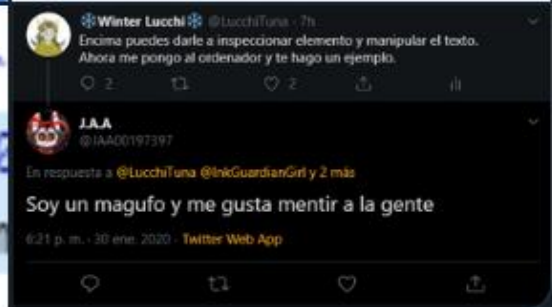 ❄Winter Lucchi❄ @LucchiTuna · 7h
Encima puedes darle a inspeccionar elemento y manipular el texto.
Ahora me pongo al ordenador y te hago un ejemplo.
2 2
J.A.A
@JAA00197397
En respuesta a @LucchiTuna @InkGuardianGirl y 2 más
Soy un magufo y me gusta mentir a la gente
6:21 p. m. · 30 ene. 2020 · Twitter Web App